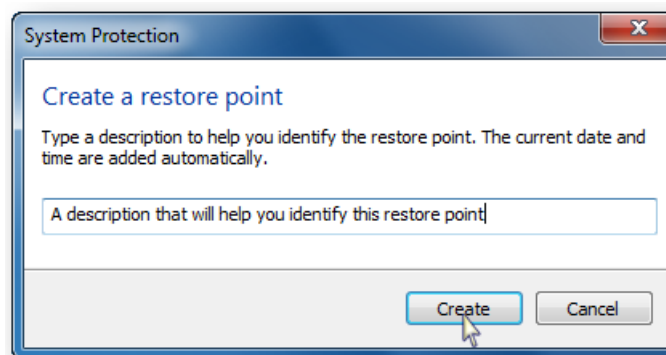 System Protection
Create a restore point
Type a description to help you identify the restore point. The current date and
time are added automatically.
A description that will help you identify this restore point
Create
Cancel